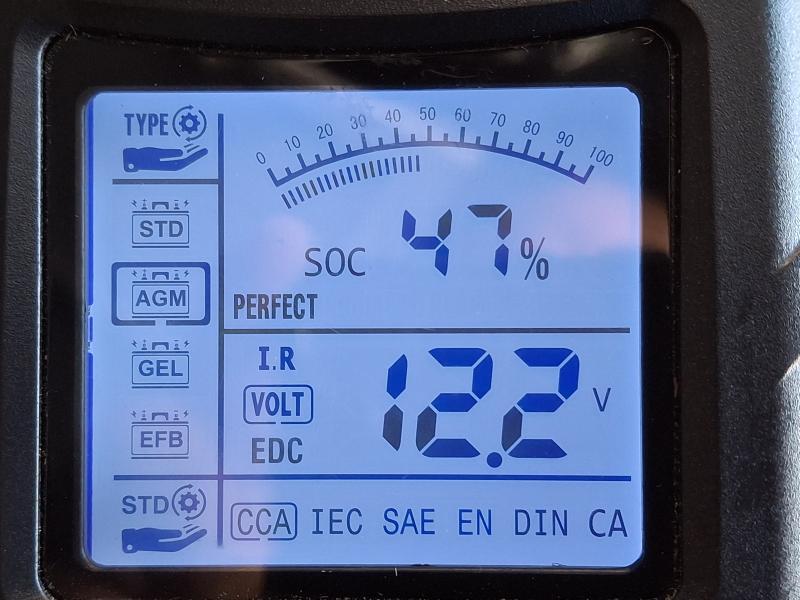 TYPE
STD
AGM
GEL
EFB
STD
0 10 20 30 40 50 60 70 80 90 100
SOC 47%
PERFECT
I.R
VOLT
EDC
12.2 V
CCA IEC SAE EN DIN CA